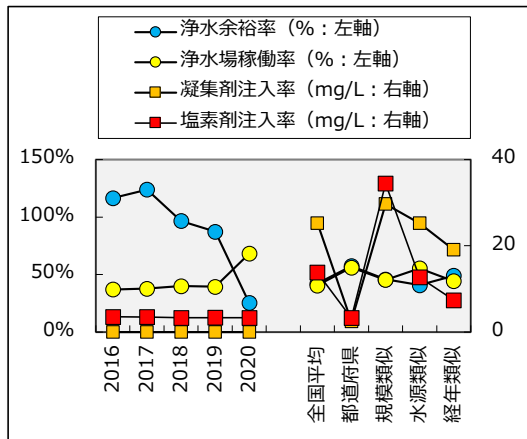 浄水余裕率（%：左軸）
浄水場稼働率（%：左軸）
凝集剤注入率（mg/L：右軸）
塩素剤注入率（mg/L：右軸）
150%
100%
50%
0%
40
20
0
2016
2017
2018
2019
2020
全国平均
都道府県
規模類似
水源類似
経年類似